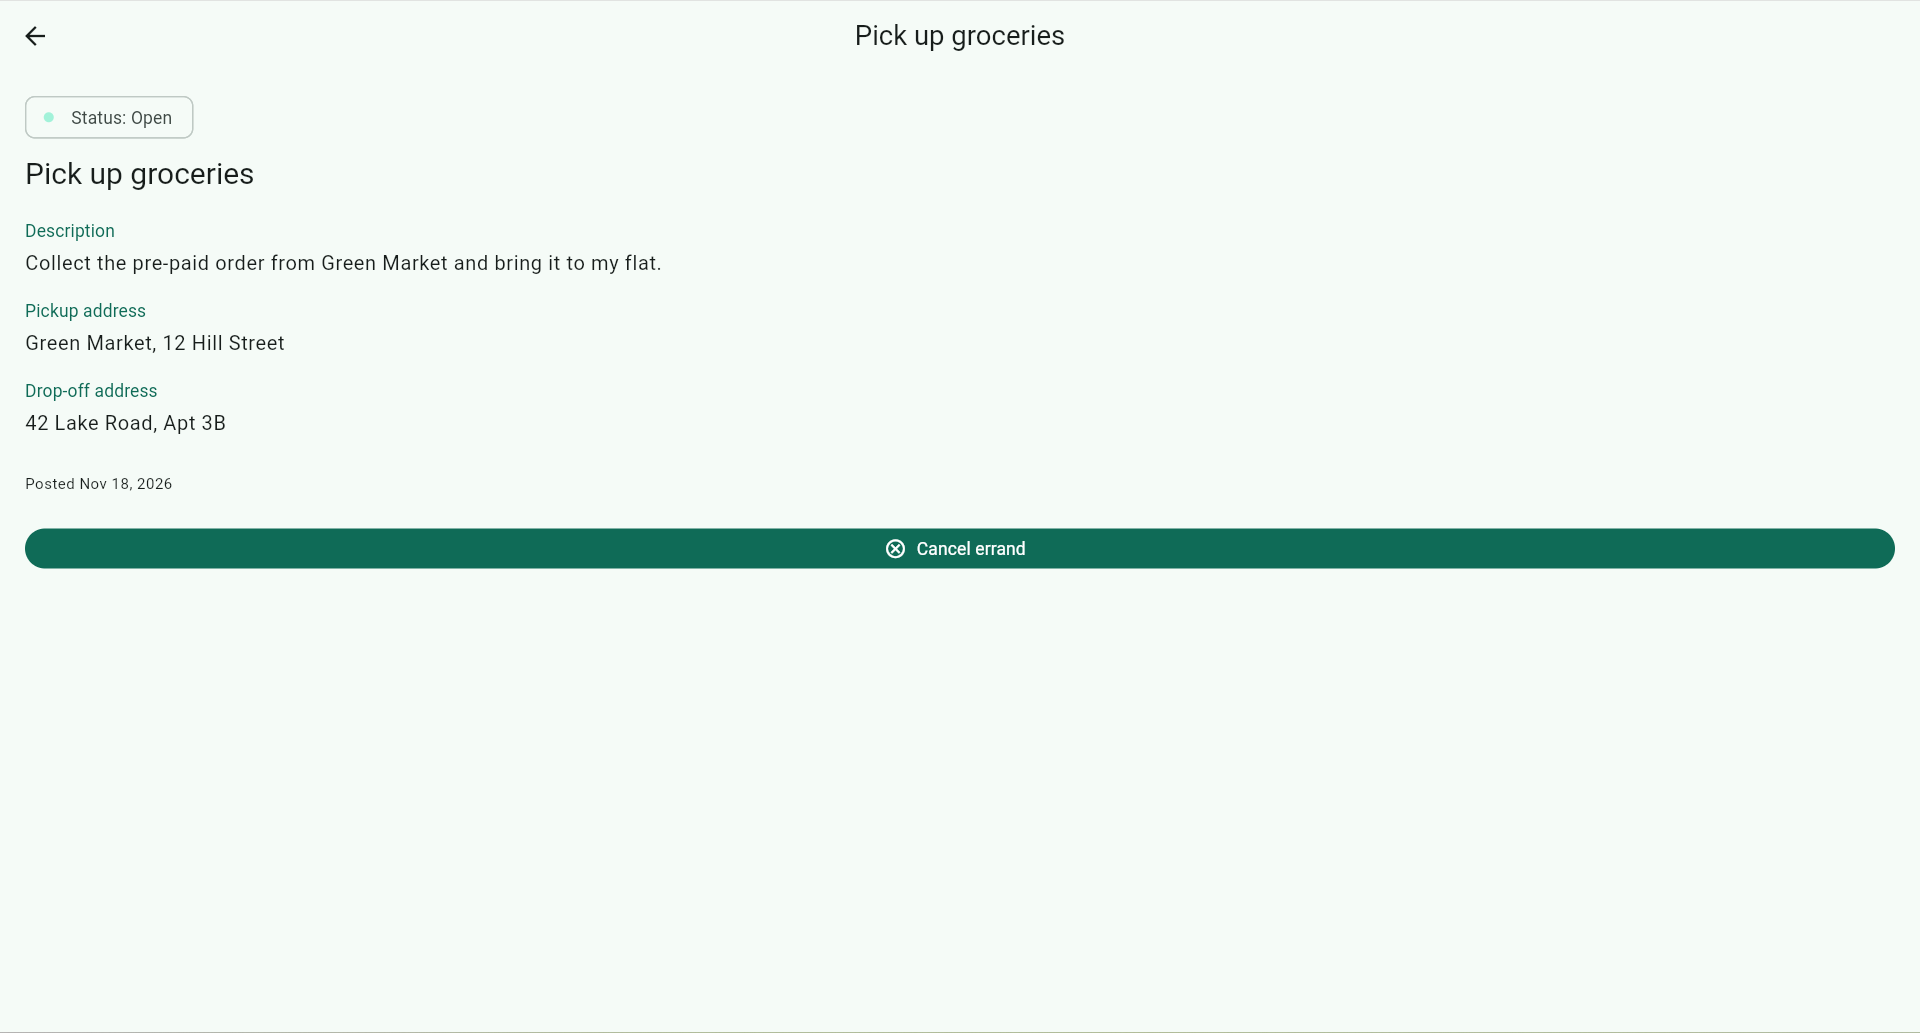 Pick up groceries
Status: Open
Pick up groceries
Description
Collect the pre-paid order from Green Market and bring it to my flat.
Pickup address
Green Market, 12 Hill Street
Drop-off address
42 Lake Road, Apt 3B
Posted Nov 18, 2026
Cancel errand